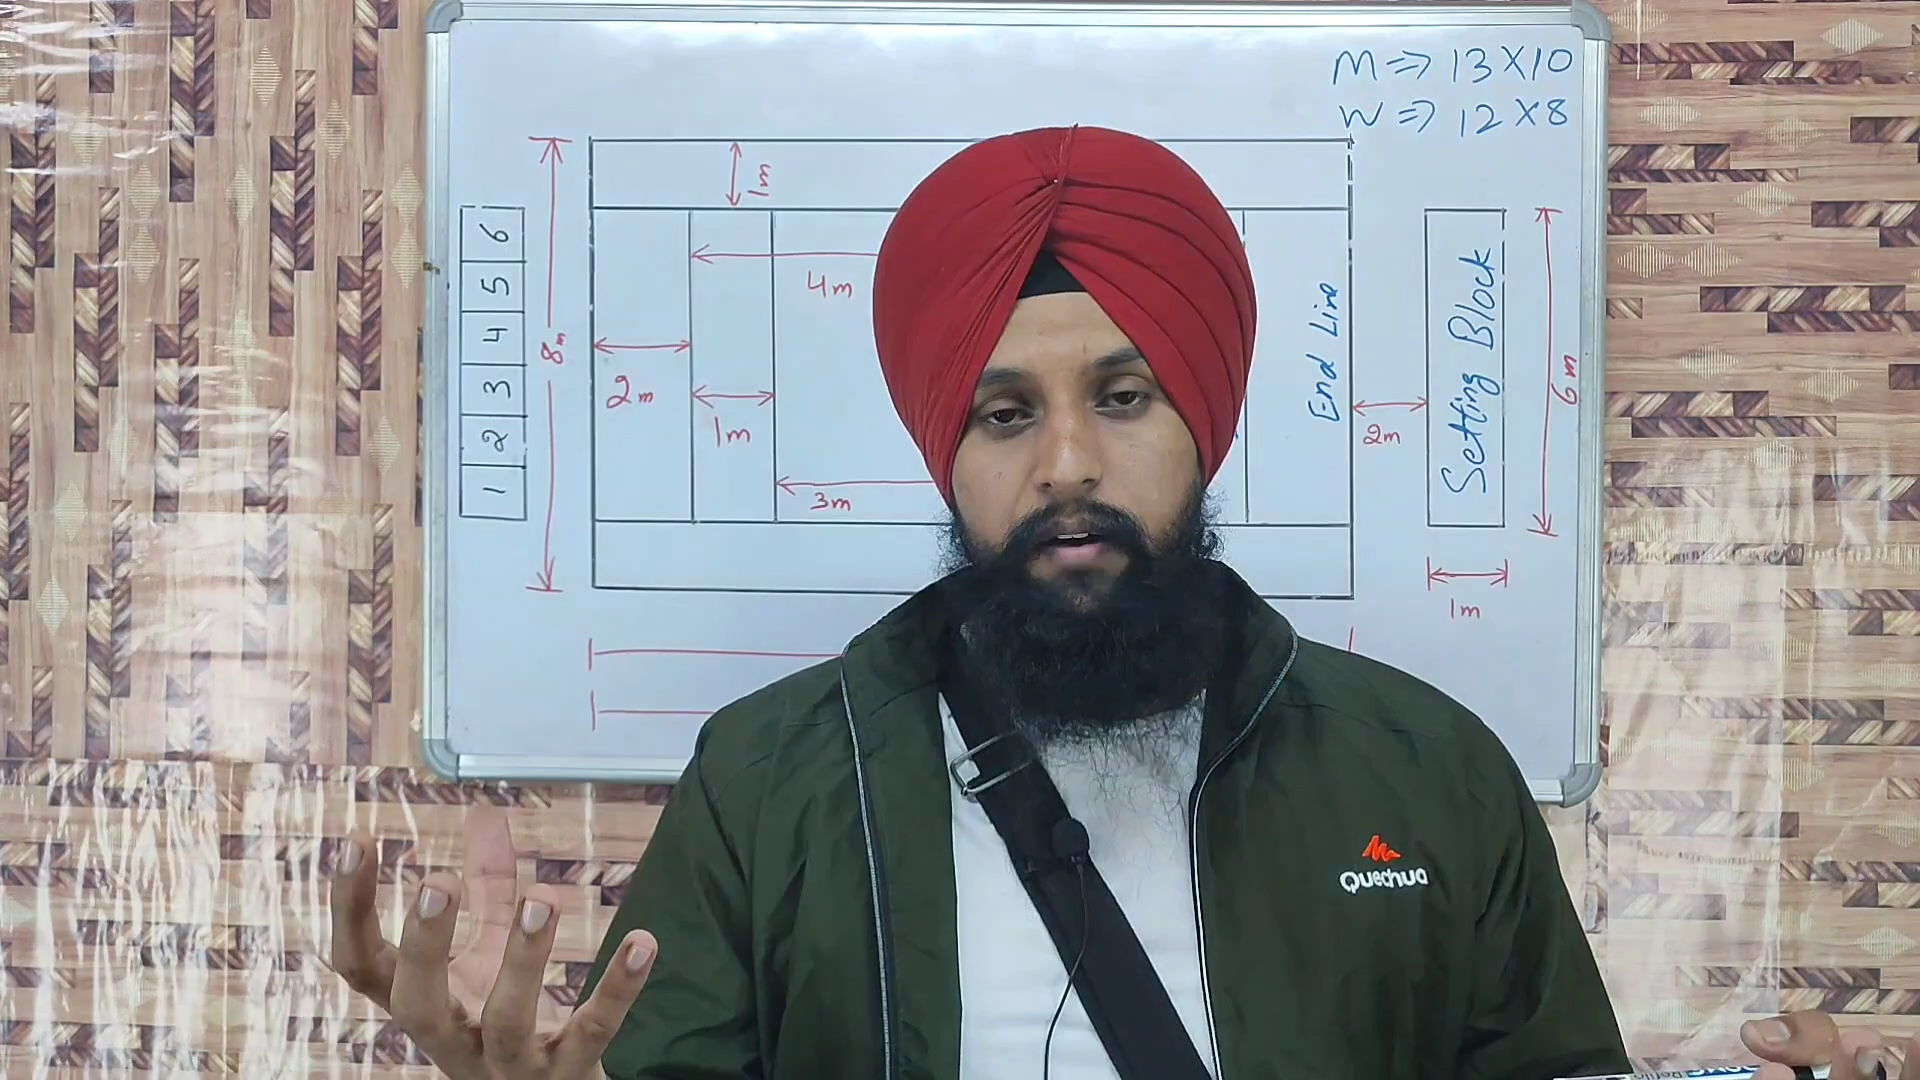 M => 13 X 10
W => 12 X 8
1m
1 2 3 4 5 6
8m
4m
2m
1m
3m
End Line
2m
Setting Block
6m
1m
Quechua